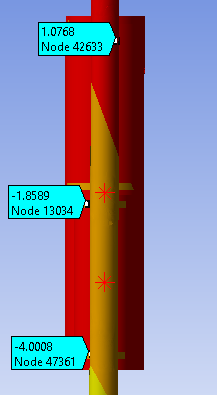 1.0768
Node 42633
-1.8589
Node 13034
-4.0008
Node 47361